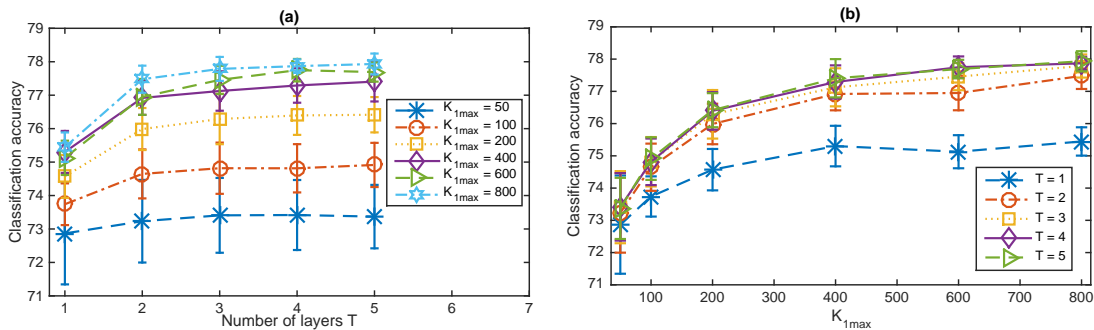 (a)
Classification accuracy
79
78
77
76
75
74
73
72
71
1 2 3 4 5 6 7
Number of layers T
K1max = 50
K1max = 100
K1max = 200
K1max = 400
K1max = 600
K1max = 800
(b)
Classification accuracy
79
78
77
76
75
74
73
72
71
100 200 300 400 500 600 700 800
K1max
T = 1
T = 2
T = 3
T = 4
T = 5